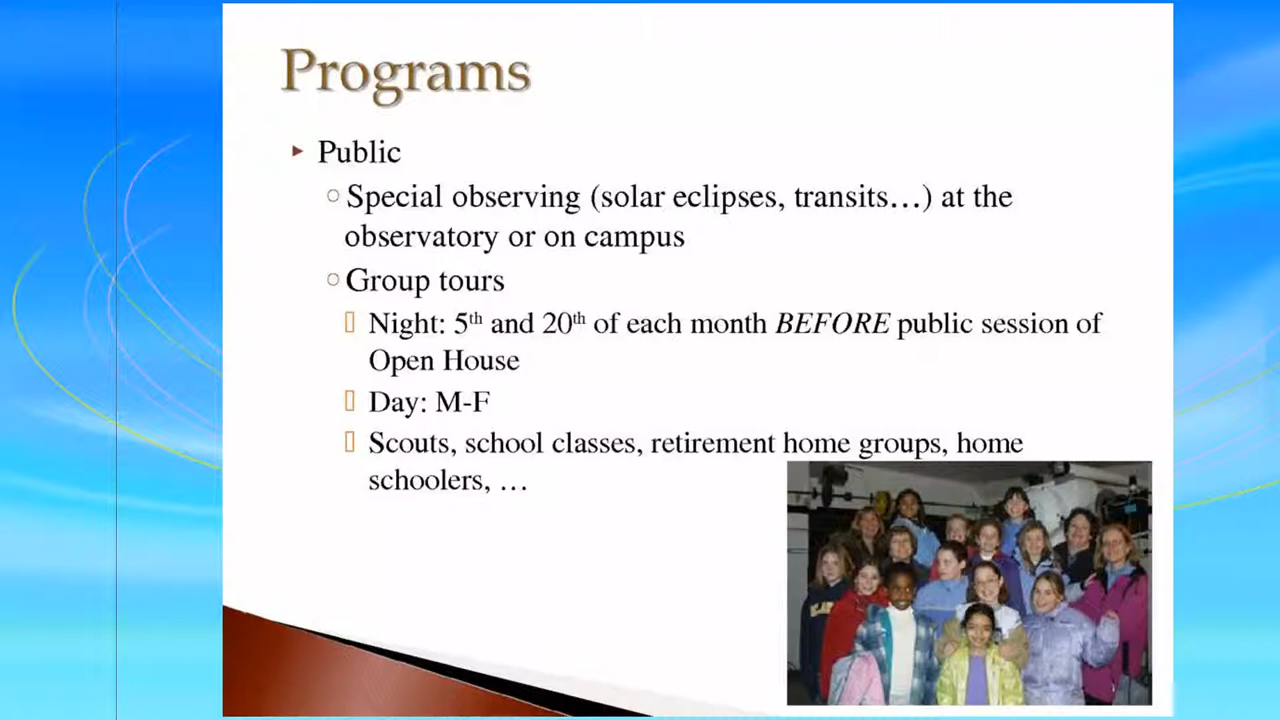 Programs
Public
Special observing (solar eclipses, transits…) at the
observatory or on campus
Group tours
Night: 5th and 20th of each month BEFORE public session of
Open House
Day: M-F
Scouts, school classes, retirement home groups, home
schoolers, …